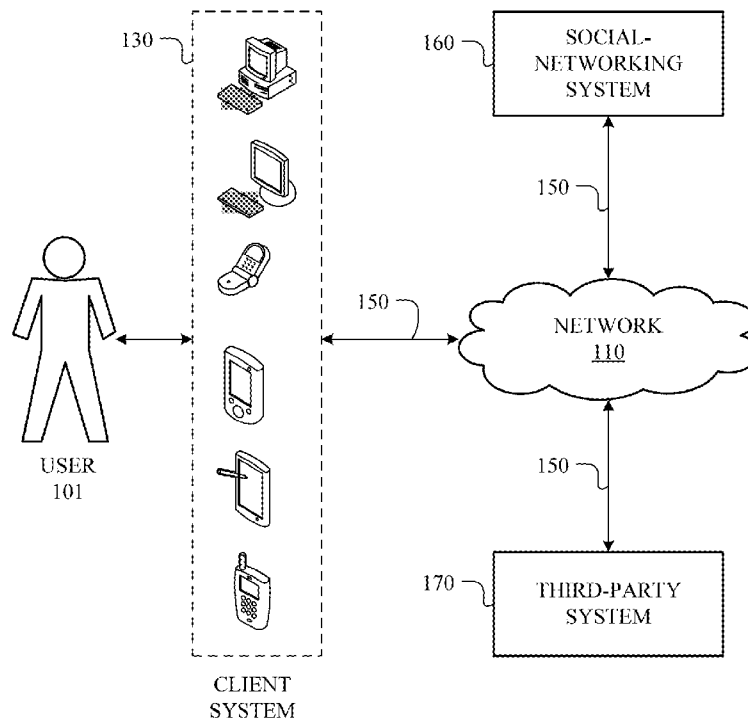 130
160
SOCIAL-
NETWORKING
SYSTEM
150
150
NETWORK
110
USER
101
150
170
THIRD-PARTY
SYSTEM
CLIENT
SYSTEM